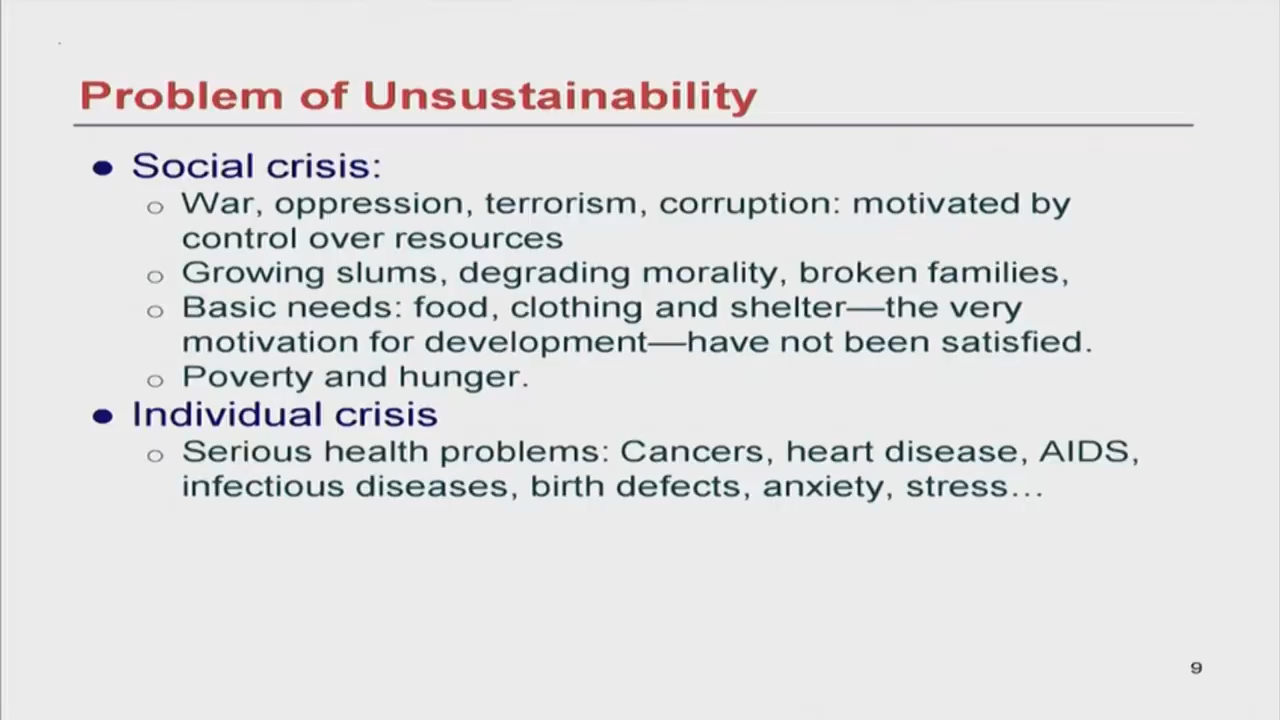 Problem of Unsustainability
● Social crisis:
○ War, oppression, terrorism, corruption: motivated by
control over resources
○ Growing slums, degrading morality, broken families,
○ Basic needs: food, clothing and shelter—the very
motivation for development—have not been satisfied.
○ Poverty and hunger.
● Individual crisis
○ Serious health problems: Cancers, heart disease, AIDS,
infectious diseases, birth defects, anxiety, stress…
9